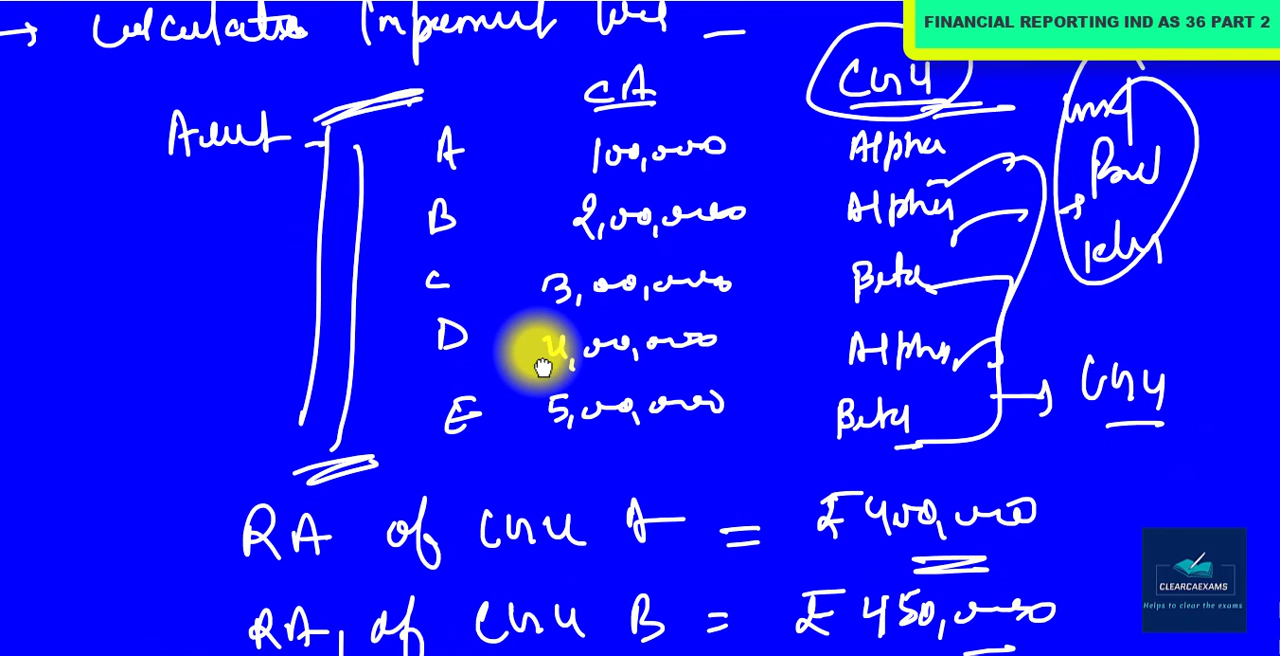 FINANCIAL REPORTING IND AS 36 PART 2
→ Calculate Impairment
CA CGU
Asset
A 100,000 Alpha
B 2,00,000 Alpha
C 3,00,000 Beta
D 4,00,000 Alpha
E 5,00,000 Beta
CGU
RA of CGU A = ₹400,000
RA of CGU B = ₹450,000
CLEARCAEXAMS
Helps to clear the exams